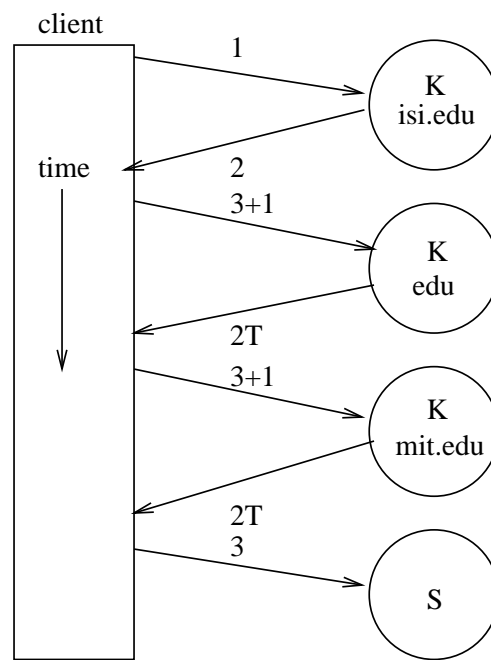 client
1
K
isi.edu
time
2
3+1
K
edu
2T
3+1
K
mit.edu
2T
3
S